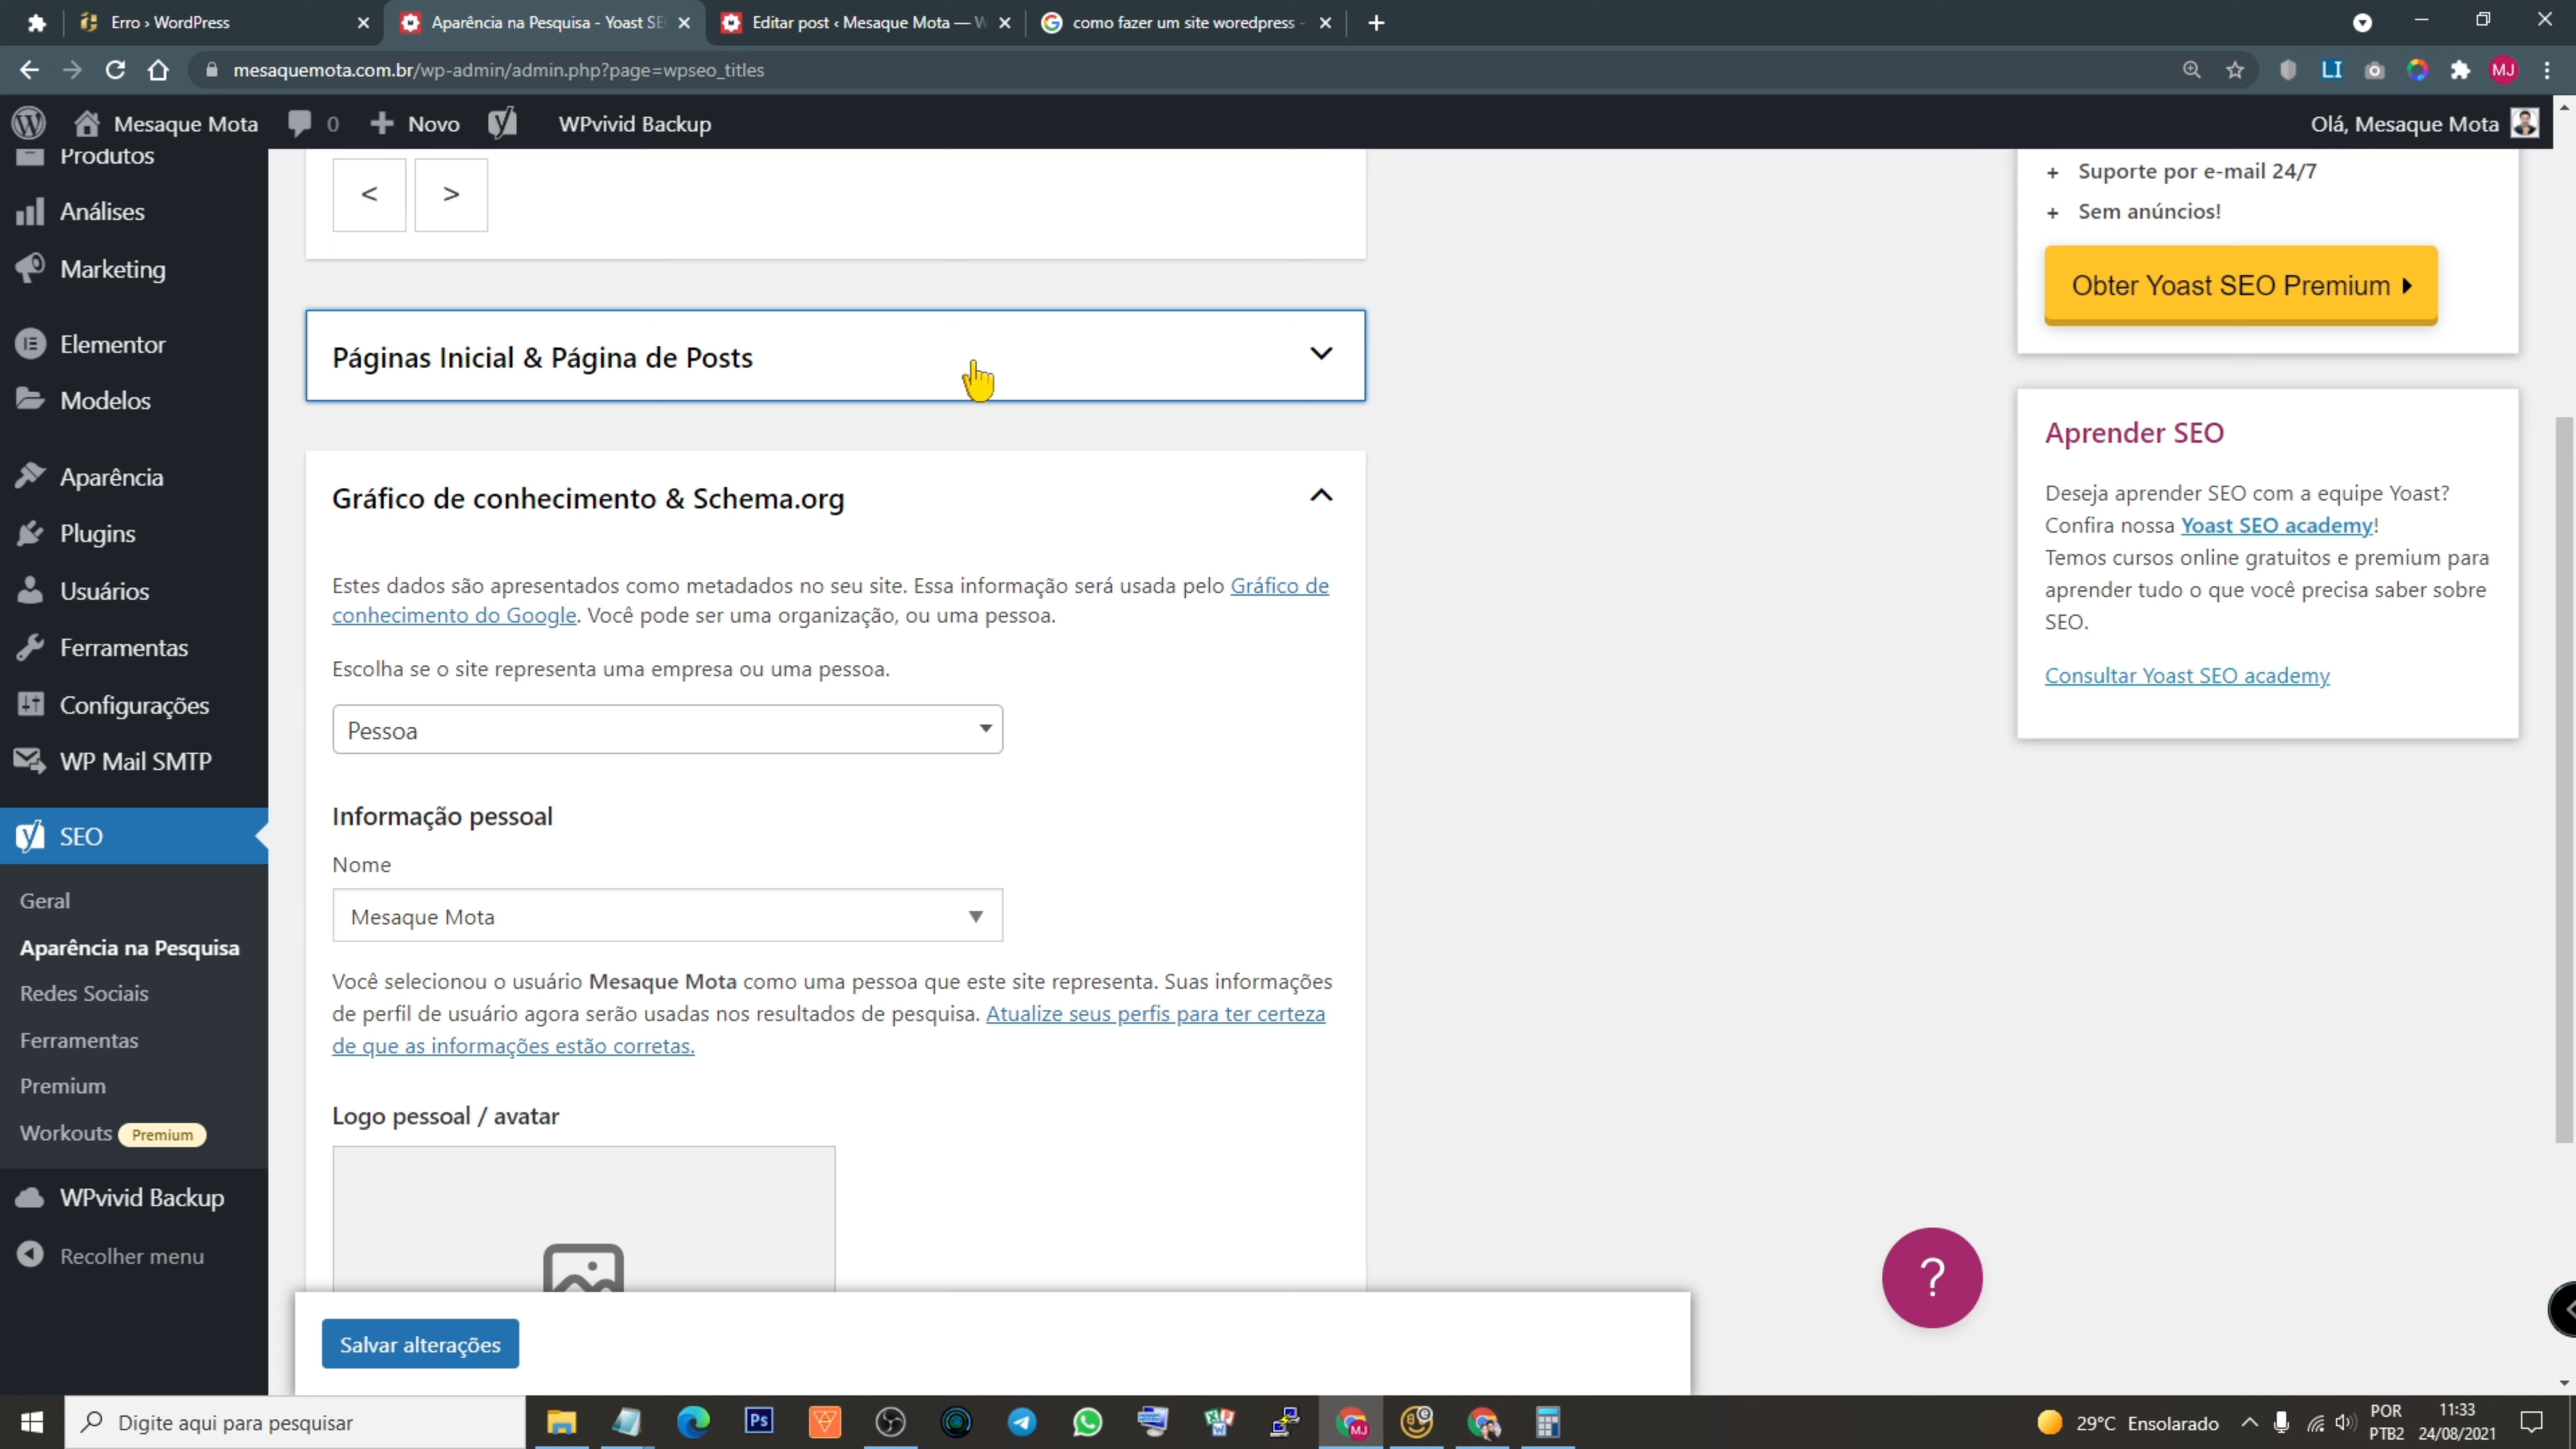 Erro › WordPress
Aparência na Pesquisa - Yoast SE
Editar post ‹ Mesaque Mota — W
como fazer um site woredpress -
mesaquemota.com.br/wp-admin/admin.php?page=wpseo_titles
LI
MJ
Mesaque Mota
0
Novo
WPvivid Backup
Olá, Mesaque Mota
Produtos
Análises
Marketing
Elementor
Modelos
Aparência
Plugins
Usuários
Ferramentas
Configurações
WP Mail SMTP
SEO
Geral
Aparência na Pesquisa
Redes Sociais
Ferramentas
Premium
Workouts Premium
WPvivid Backup
Recolher menu
< >
Páginas Inicial & Página de Posts
Gráfico de conhecimento & Schema.org
Estes dados são apresentados como metadados no seu site. Essa informação será usada pelo Gráfico de
conhecimento do Google. Você pode ser uma organização, ou uma pessoa.
Escolha se o site representa uma empresa ou uma pessoa.
Pessoa
Informação pessoal
Nome
Mesaque Mota
Você selecionou o usuário Mesaque Mota como uma pessoa que este site representa. Suas informações
de perfil de usuário agora serão usadas nos resultados de pesquisa. Atualize seus perfis para ter certeza
de que as informações estão corretas.
Logo pessoal / avatar
Salvar alterações
+ Suporte por e-mail 24/7
+ Sem anúncios!
Obter Yoast SEO Premium
Aprender SEO
Deseja aprender SEO com a equipe Yoast?
Confira nossa Yoast SEO academy!
Temos cursos online gratuitos e premium para
aprender tudo o que você precisa saber sobre
SEO.
Consultar Yoast SEO academy
?
Digite aqui para pesquisar
Ps
MJ
29°C Ensolarado
POR
PTB2
11:33
24/08/2021